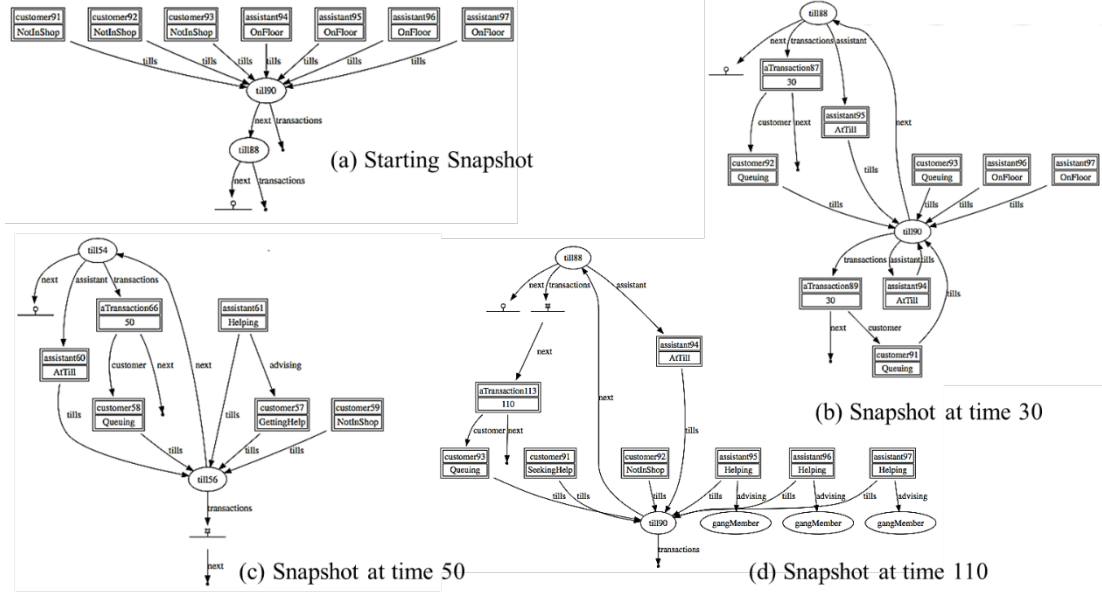 customer91 customer92 customer93 assistant94 assistant95 assistant96 assistant97
NotInShop NotInShop NotInShop OnFloor OnFloor OnFloor OnFloor
tills tills tills tills tills tills tills
till90
next transactions
till88
next transactions
(a) Starting Snapshot
till88
next transactions assistant
aTransaction87
30
customer next
assistant95
AtTill
next
customer92 customer93 assistant96 assistant97
Queuing Queuing OnFloor OnFloor
tills tills tills tills tills
till90
transactions assistant tills
aTransaction89 assistant94
30 AtTill
tills
next customer
customer91
Queuing
(b) Snapshot at time 30
till54
next assistant transactions
aTransaction66 assistant61
50 Helping
assistant60
AtTill
customer next next advising
customer58 customer57 customer59
Queuing GettingHelp NotInShop
tills tills tills tills tills
till56
transactions
next
(c) Snapshot at time 50
till88
next transactions assistant
assistant94
AtTill
next
aTransaction113
110
next
customer next
tills
customer93 customer91 customer92 assistant95 assistant96 assistant97
Queuing SeekingHelp NotInShop Helping Helping Helping
tills tills tills tills advising tills advising tills advising
till90 gangMember gangMember gangMember
transactions
(d) Snapshot at time 110